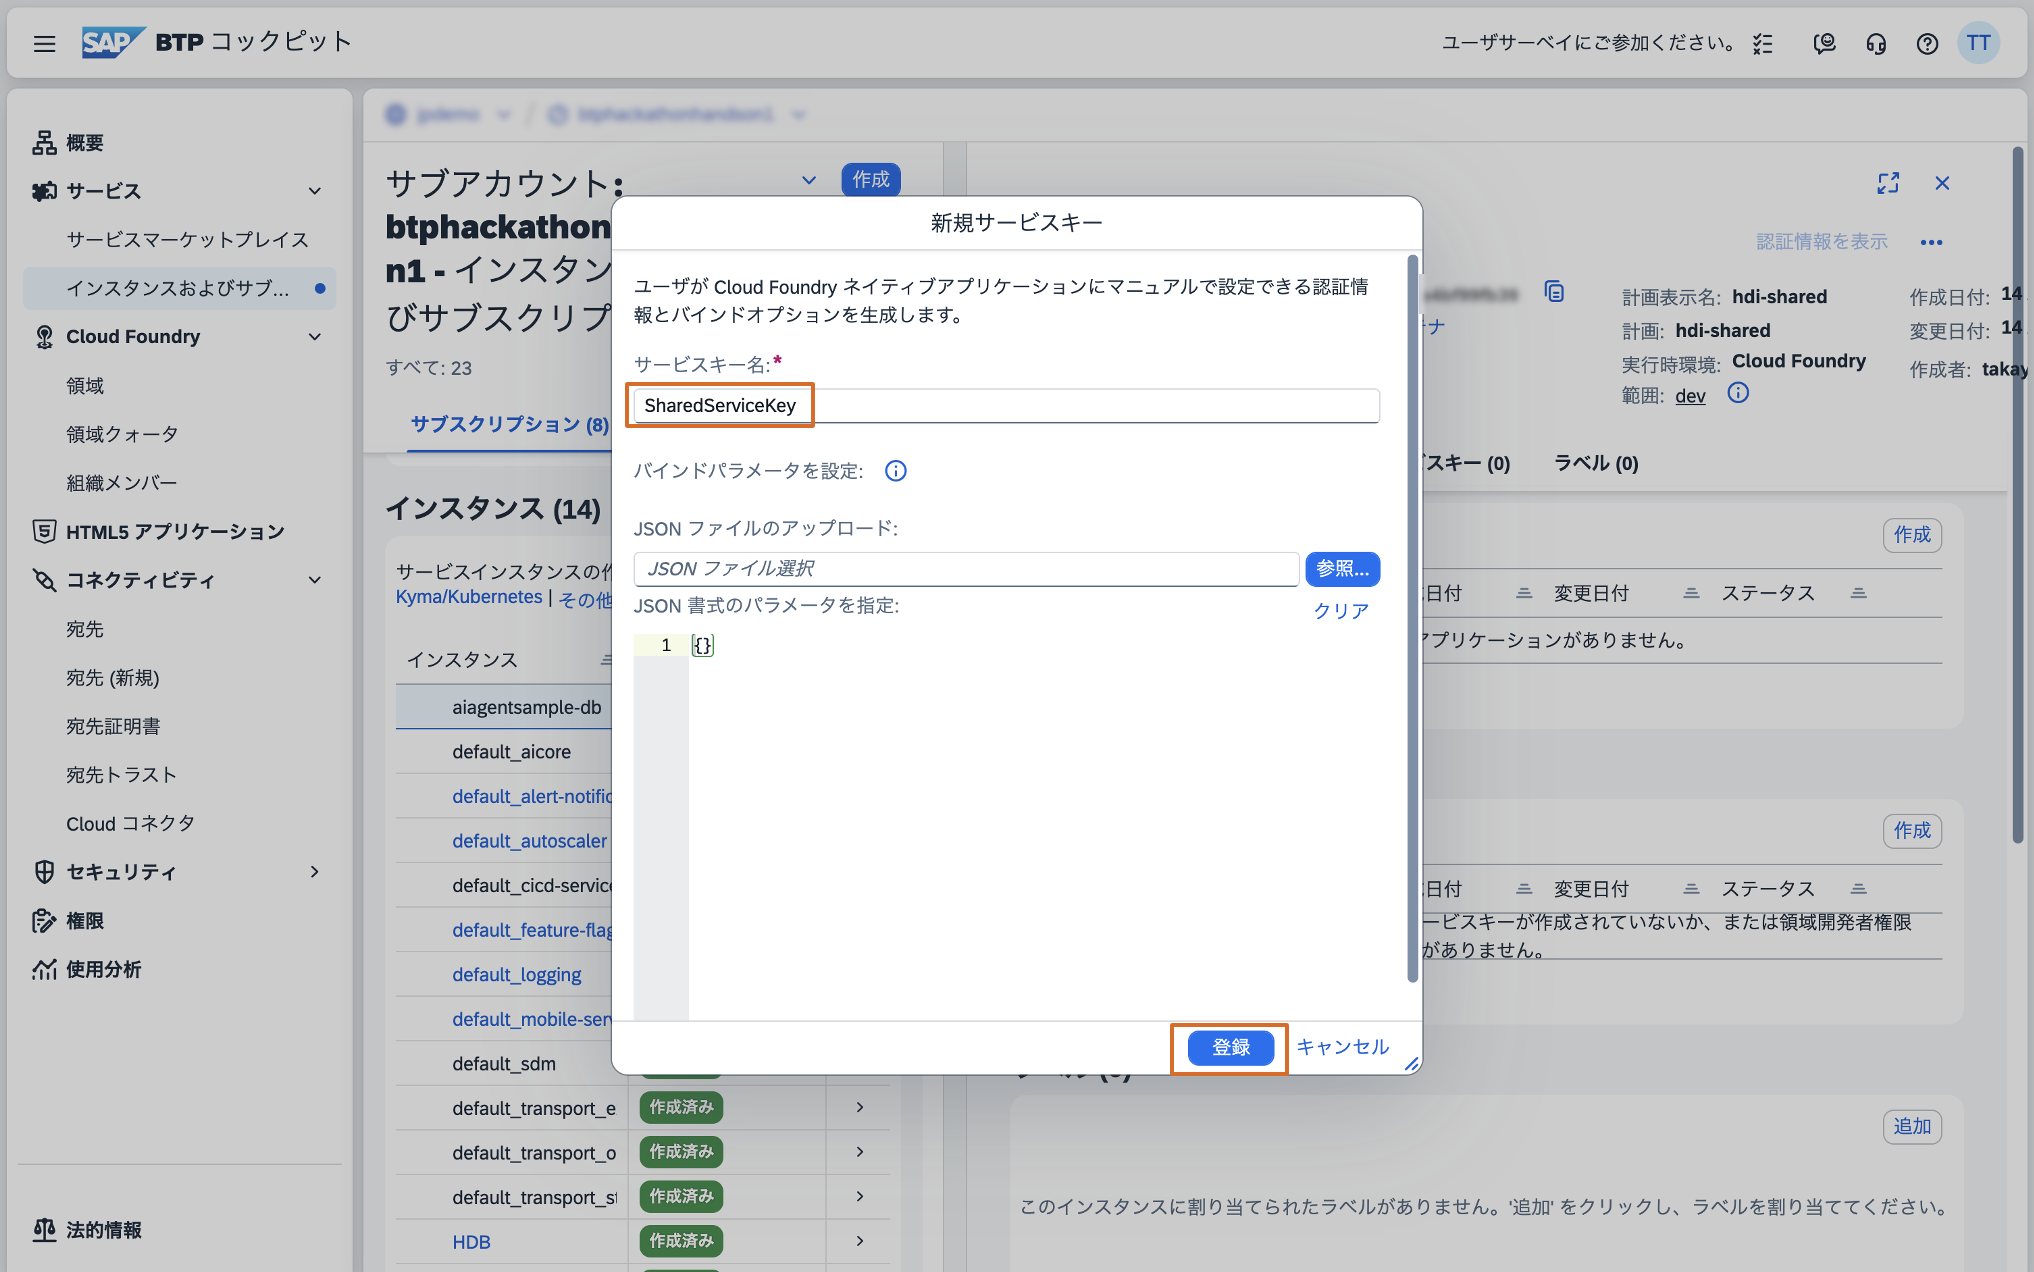 SAP BTP コックピット
ユーザサーベイにご参加ください。
TT
概要
サービス
サービスマーケットプレイス
インスタンスおよびサブ...
Cloud Foundry
領域
領域クォータ
組織メンバー
HTML5 アプリケーション
コネクティビティ
宛先
宛先 (新規)
宛先証明書
宛先トラスト
Cloud コネクタ
セキュリティ
権限
使用分析
法的情報
jpdemo / btphackathonhandson1
サブアカウント:
btphackathon
n1 - インスタン
びサブスクリプ
作成
すべて: 23
サブスクリプション (8)
インスタンス (14)
サービスインスタンスの作
Kyma/Kubernetes | その他
インスタンス
aiagentsample-db
default_aicore
default_alert-notific
default_autoscaler
default_cicd-service
default_feature-flag
default_logging
default_mobile-serv
default_sdm
default_transport_e 作成済み
default_transport_o 作成済み
default_transport_st 作成済み
HDB 作成済み
新規サービスキー
ユーザが Cloud Foundry ネイティブアプリケーションにマニュアルで設定できる認証情
報とバインドオプションを生成します。
サービスキー名:*
SharedServiceKey
バインドパラメータを設定:
JSON ファイルのアップロード:
JSON ファイル選択
参照...
JSON 書式のパラメータを指定:
クリア
1 {}
登録
キャンセル
認証情報を表示
テナ
計画表示名: hdi-shared
計画: hdi-shared
実行時環境: Cloud Foundry
範囲: dev
作成日付: 14
変更日付: 14
作成者: takay
スキー (0)
ラベル (0)
作成
日付 変更日付 ステータス
アプリケーションがありません。
作成
日付 変更日付 ステータス
ービスキーが作成されていないか、または領域開発者権限
がありません。
追加
このインスタンスに割り当てられたラベルがありません。'追加' をクリックし、ラベルを割り当ててください。